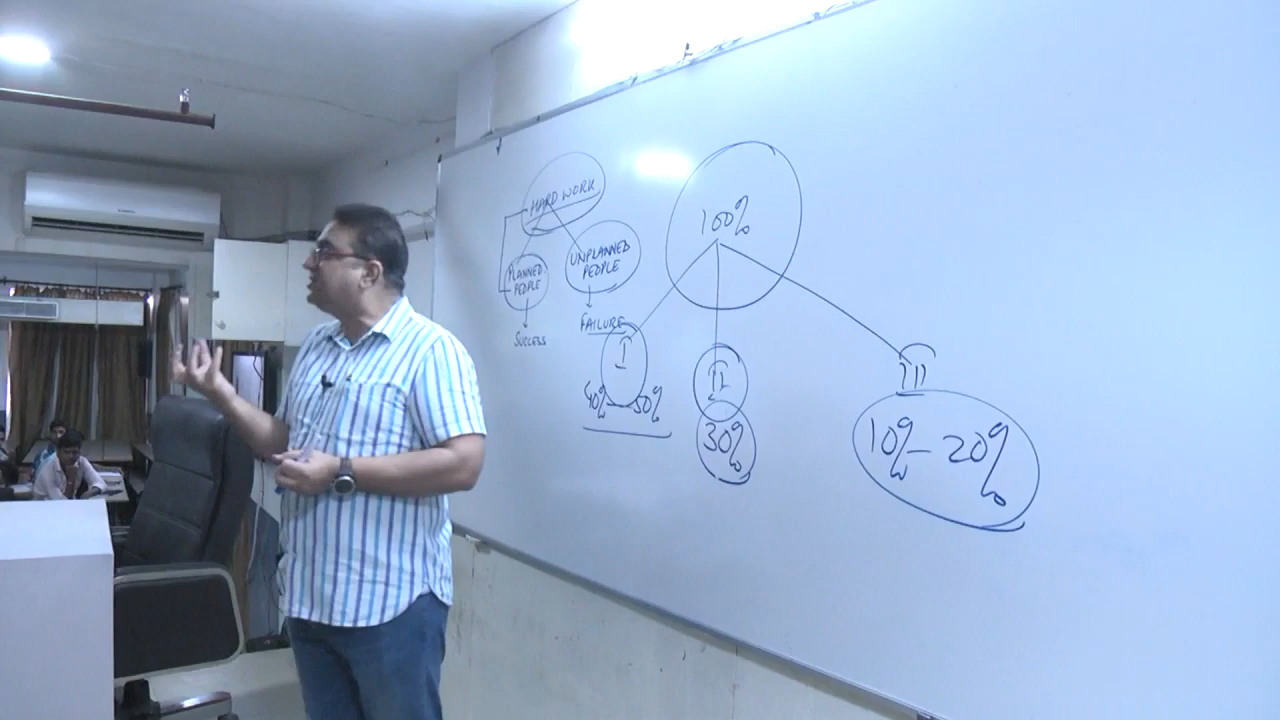 HARD WORK
PLANNED
PEOPLE
UNPLANNED
PEOPLE
SUCCESS
FAILURE
100%
I
40%-50%
II
30%
III
10%-20%